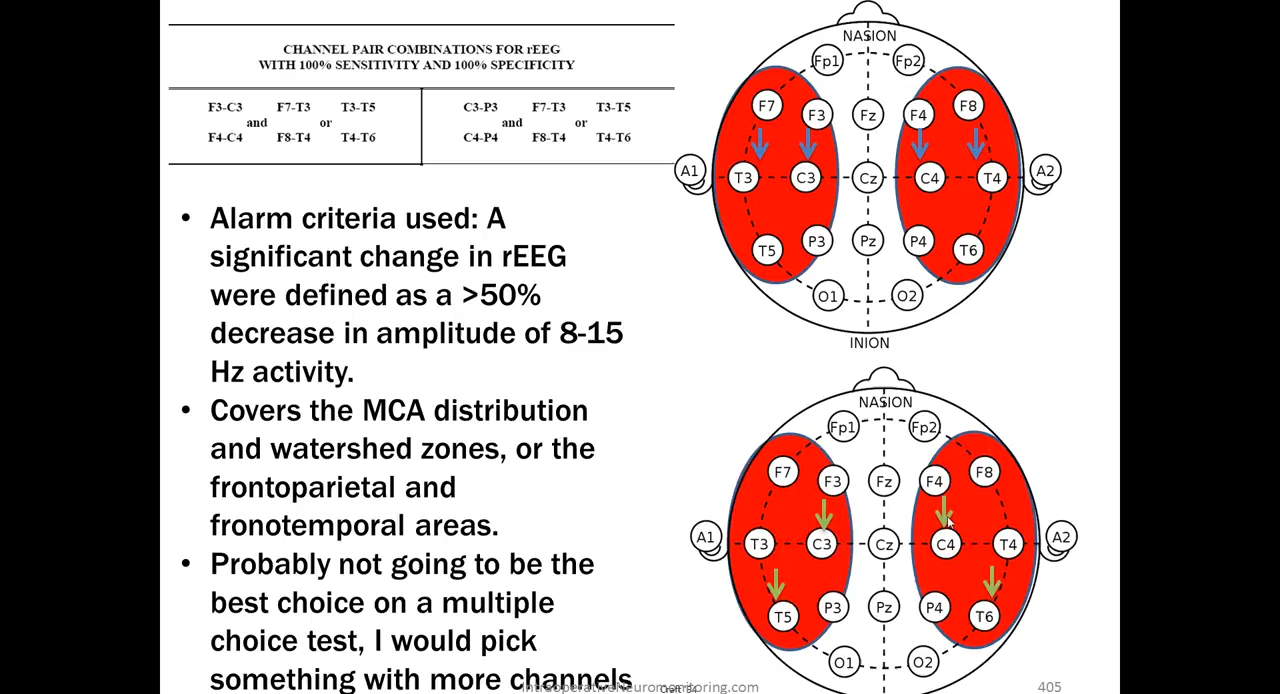 CHANNEL PAIR COMBINATIONS FOR rEEG
WITH 100% SENSITIVITY AND 100% SPECIFICITY
F3-C3 F7-T3 T3-T5 C3-P3 F7-T3 T3-T5
and or and or
F4-C4 F8-T4 T4-T6 C4-P4 F8-T4 T4-T6
• Alarm criteria used: A
significant change in rEEG
were defined as a >50%
decrease in amplitude of 8-15
Hz activity.
• Covers the MCA distribution
and watershed zones, or the
frontoparietal and
fronotemporal areas.
• Probably not going to be the
best choice on a multiple
choice test, I would pick
something with more channels
NASION
Fp1 Fp2
F7 F3 Fz F4 F8
A1 T3 C3 Cz C4 T4 A2
T5 P3 Pz P4 T6
O1 O2
INION
NASION
Fp1 Fp2
F7 F3 Fz F4 F8
A1 T3 C3 Cz C4 T4 A2
T5 P3 Pz P4 T6
O1 O2
IntraoperativeNeuromonitoring.com
405